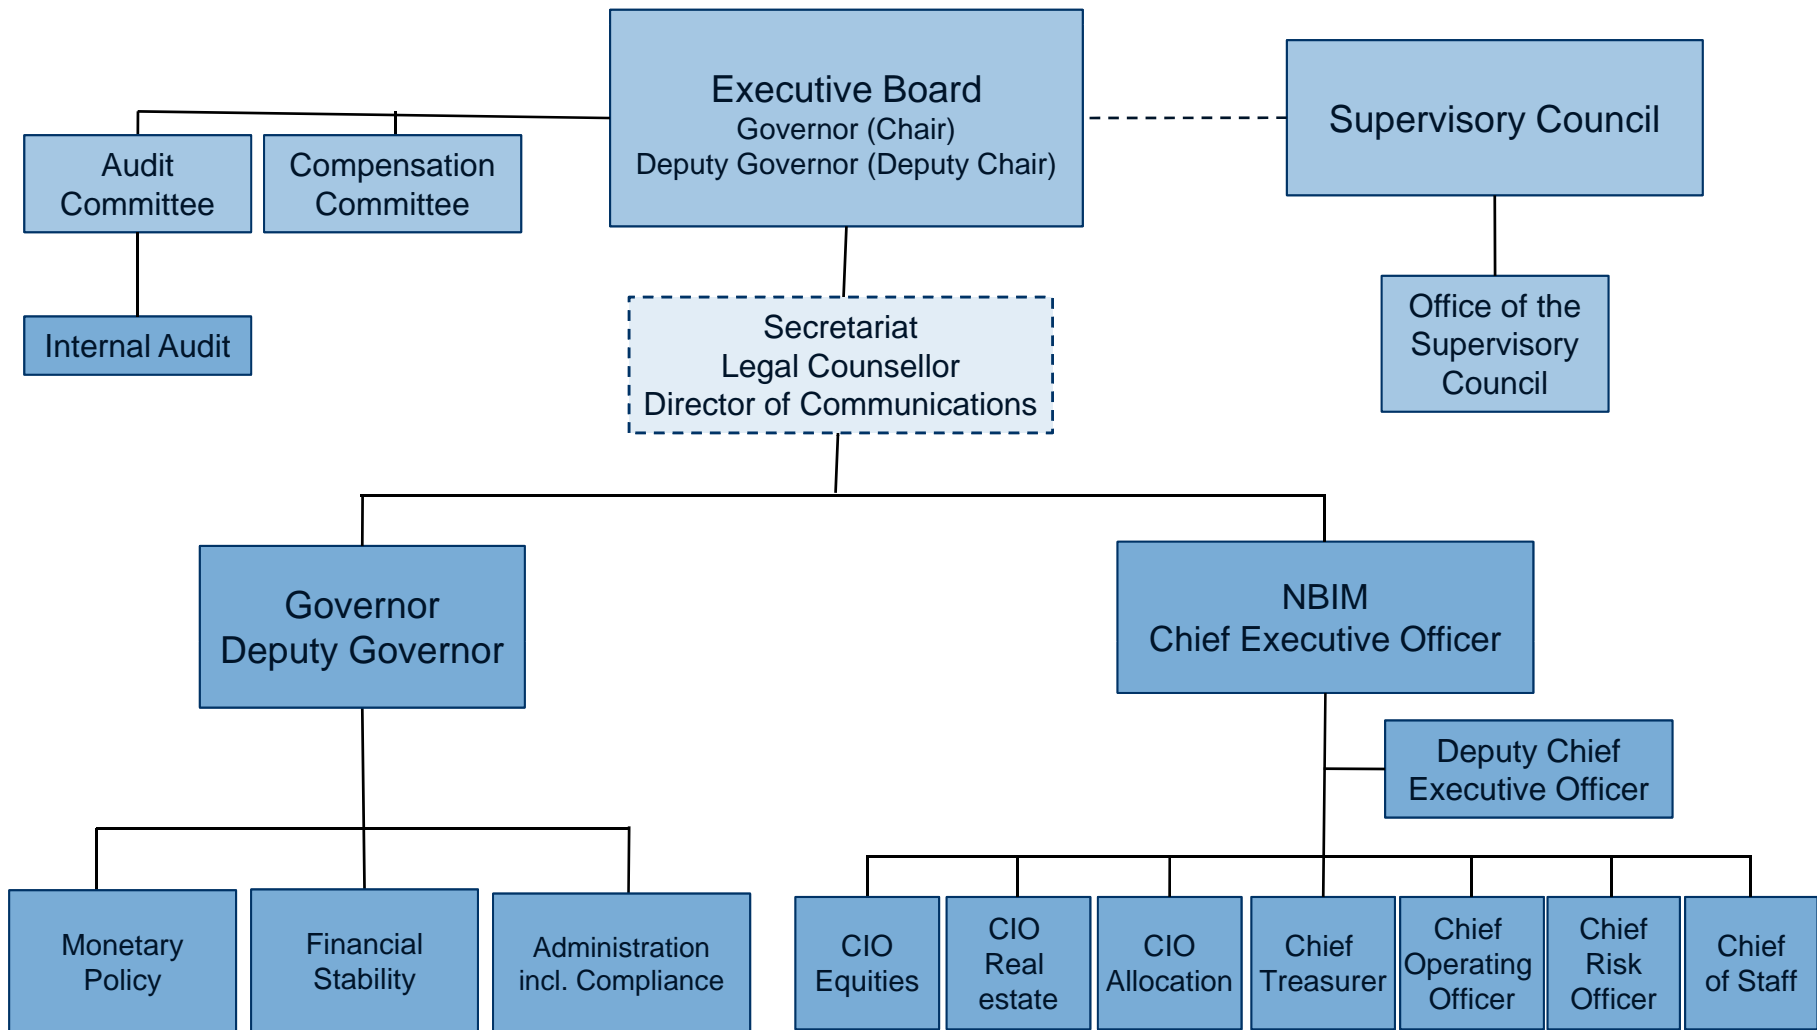 Executive Board
Governor (Chair)
Deputy Governor (Deputy Chair)
Supervisory Council
Audit
Committee
Compensation
Committee
Internal Audit
Secretariat
Legal Counsellor
Director of Communications
Office of the
Supervisory
Council
Governor
Deputy Governor
NBIM
Chief Executive Officer
Deputy Chief
Executive Officer
Monetary
Policy
Financial
Stability
Administration
incl. Compliance
CIO
Equities
CIO
Real
estate
CIO
Allocation
Chief
Treasurer
Chief
Operating
Officer
Chief
Risk
Officer
Chief
of Staff